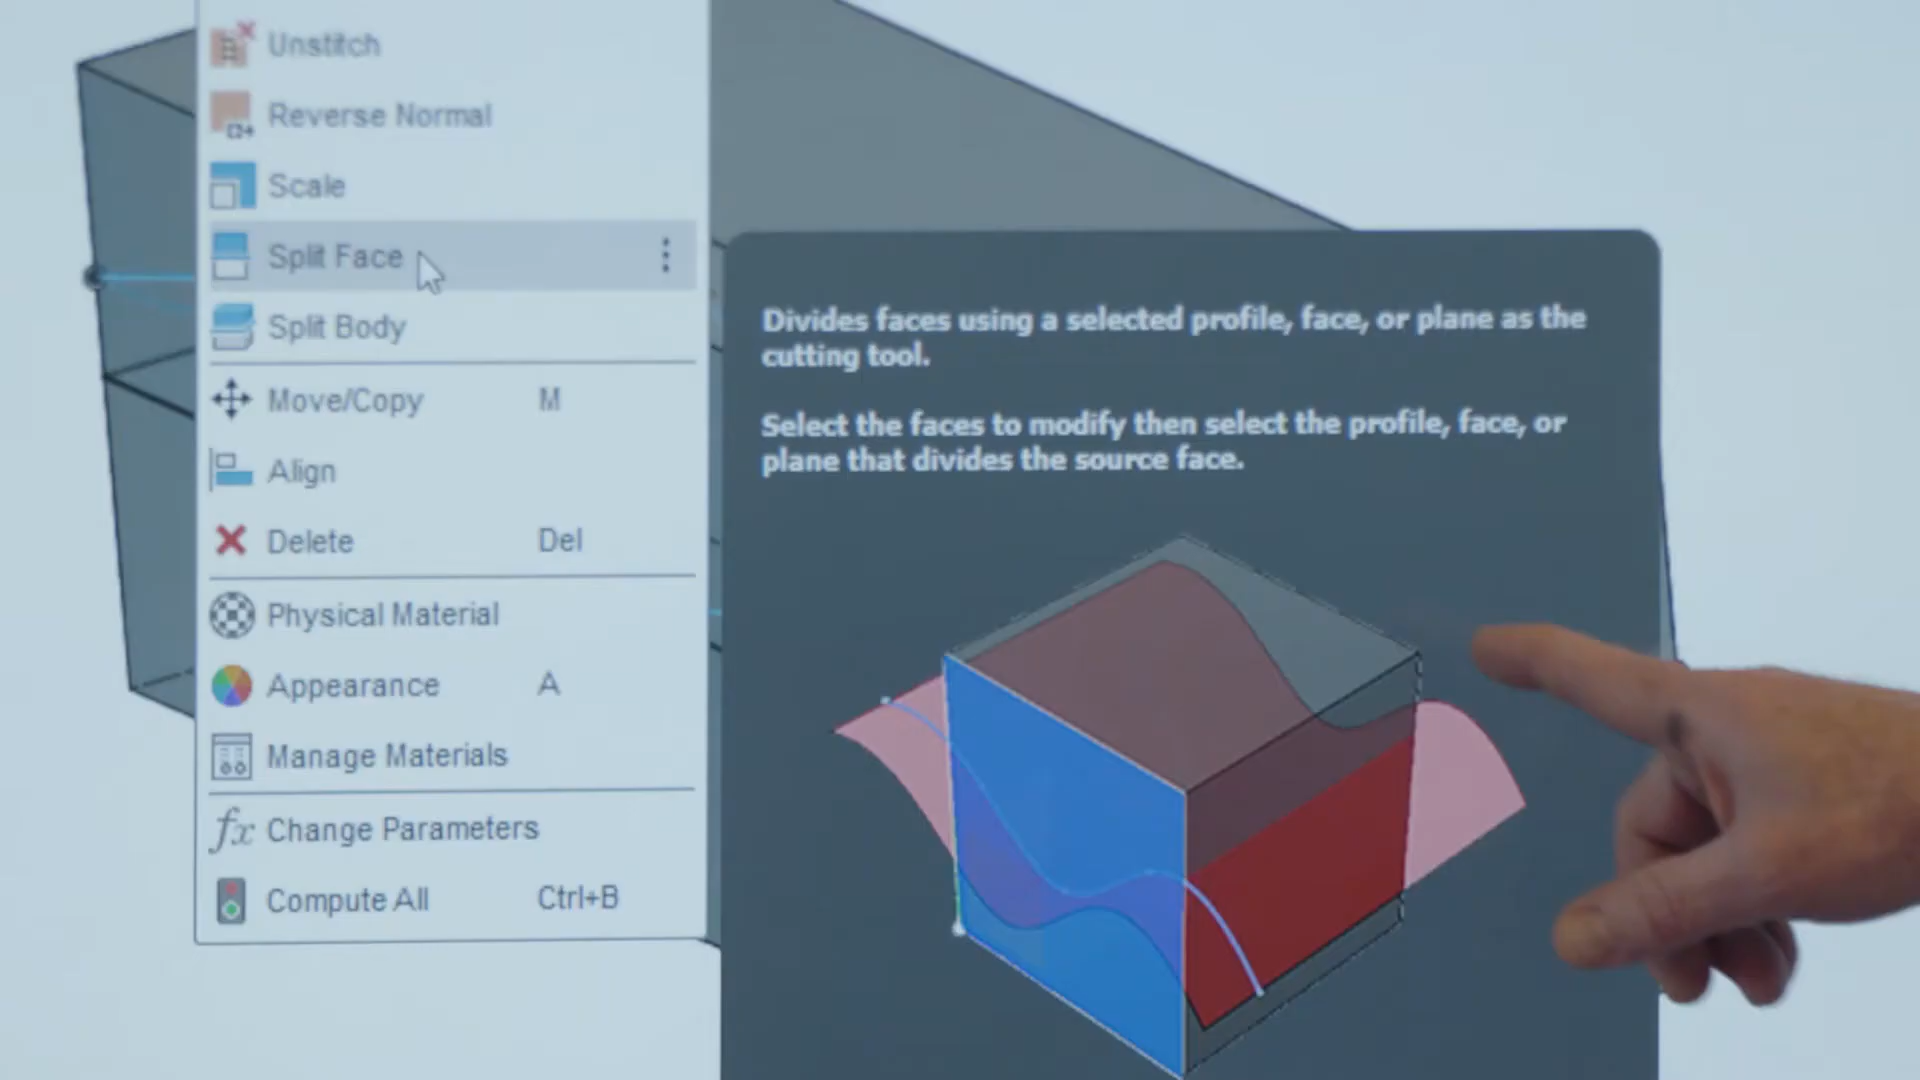 Unstitch
Reverse Normal
Scale
Split Face
Split Body
Move/Copy M
Align
Delete Del
Physical Material
Appearance A
Manage Materials
fx Change Parameters
Compute All Ctrl+B
Divides faces using a selected profile, face, or plane as the
cutting tool.
Select the faces to modify then select the profile, face, or
plane that divides the source face.